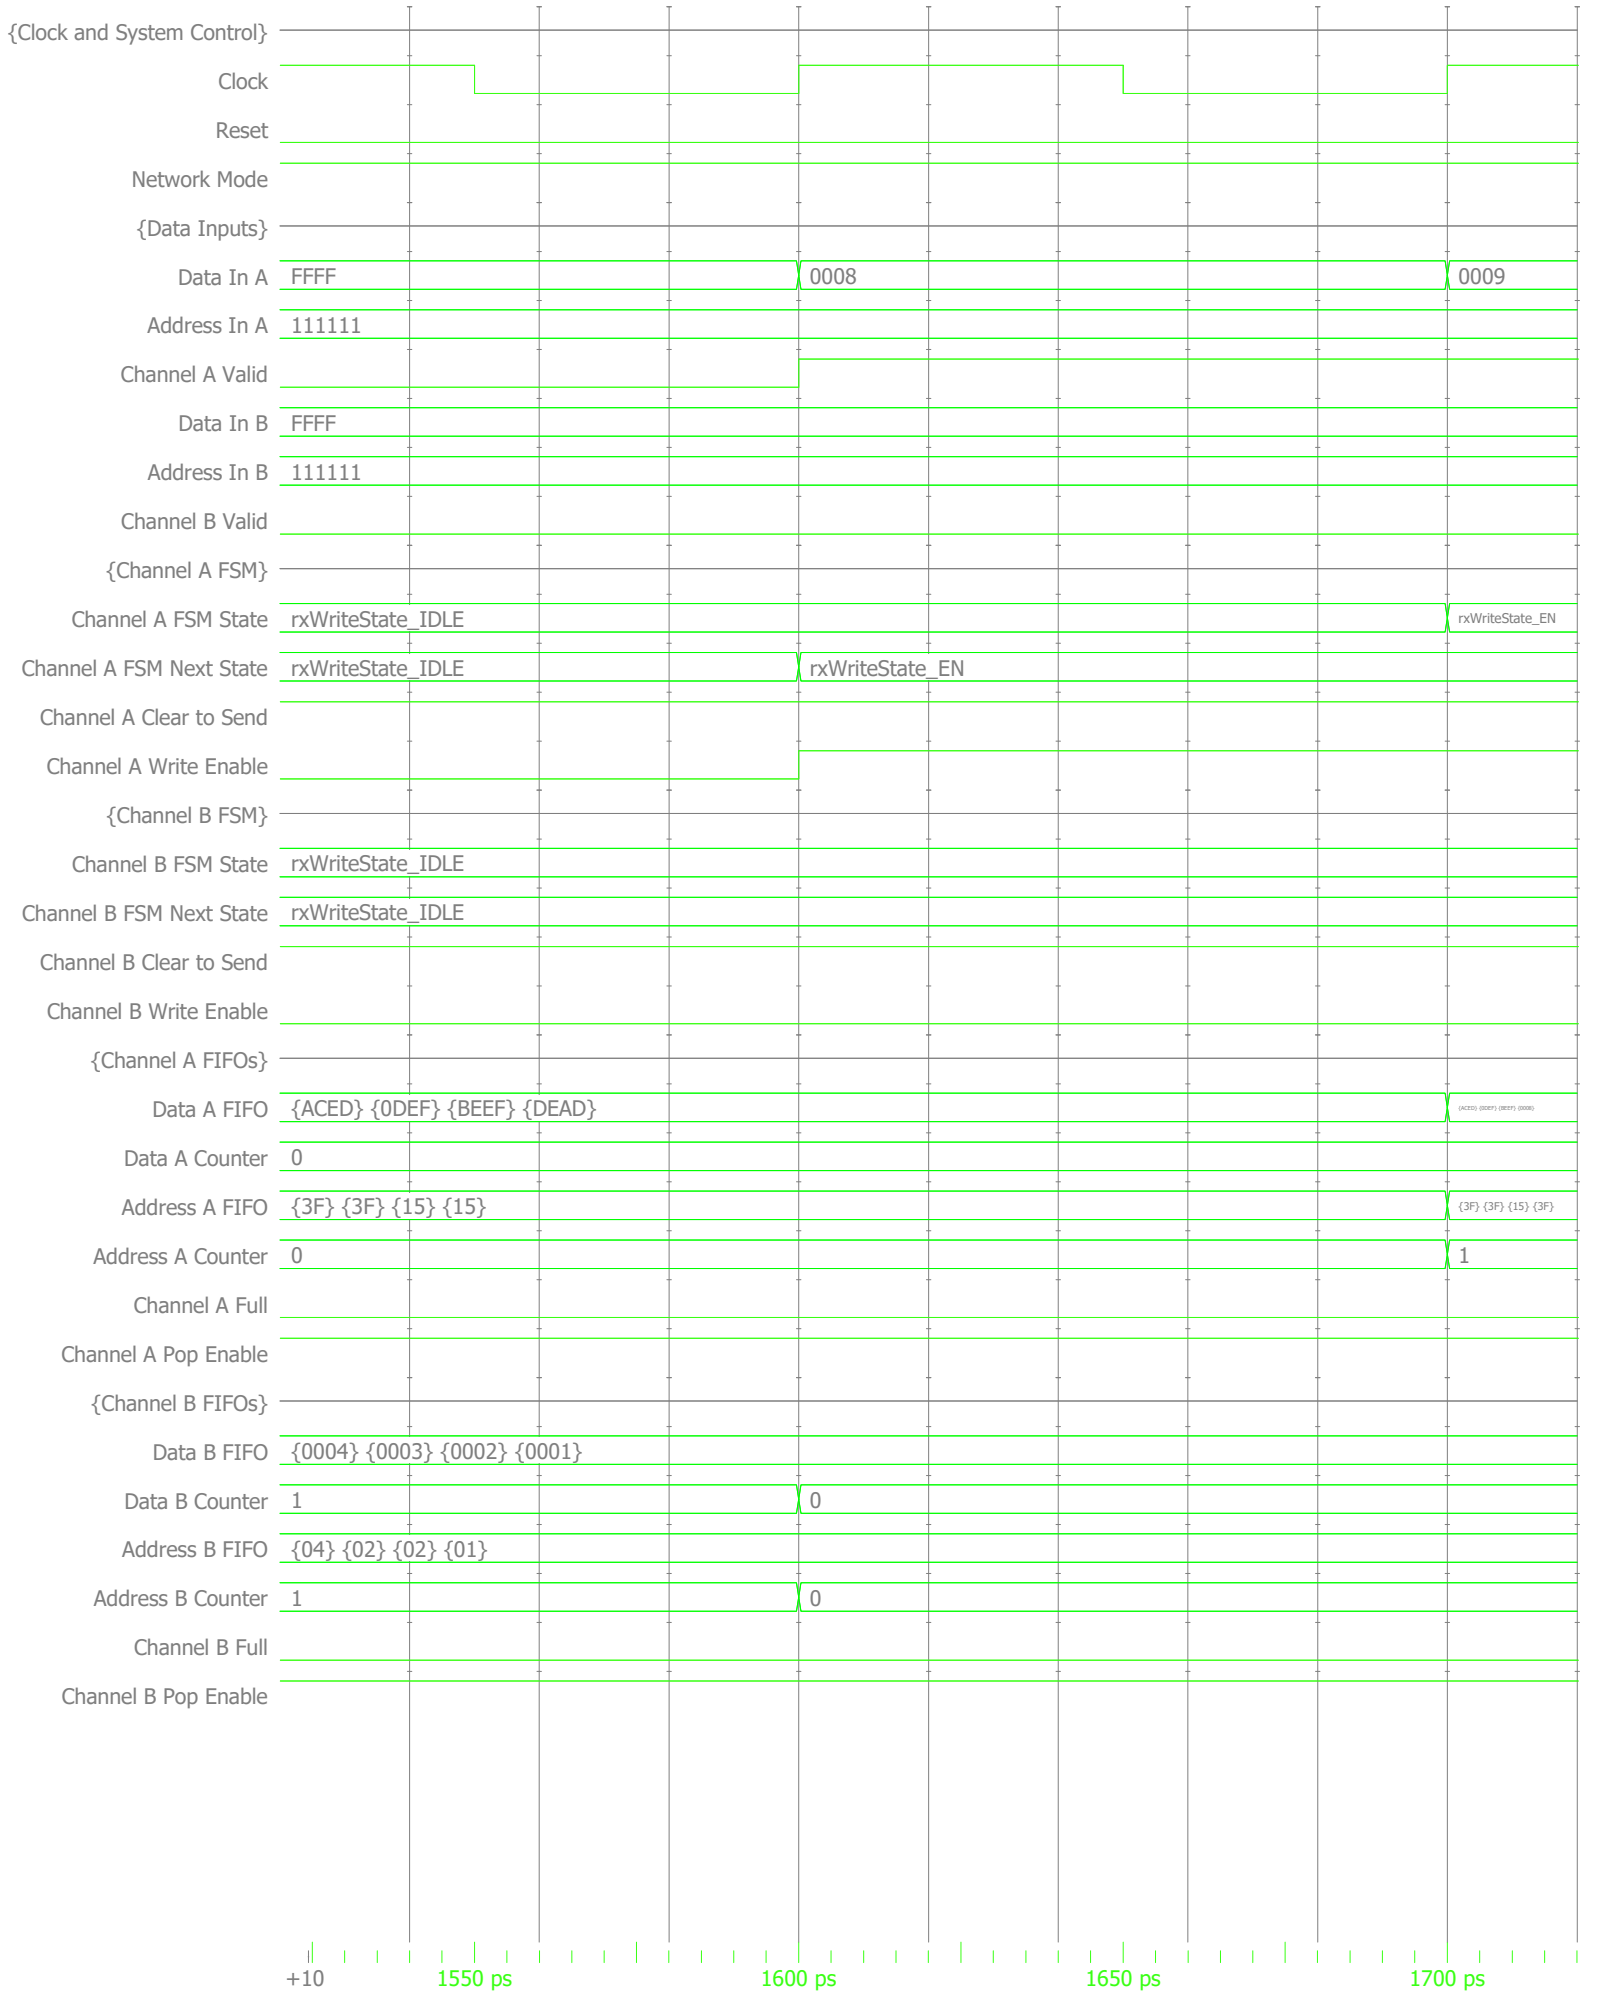 {Clock and System Control}
Clock
Reset
Network Mode
{Data Inputs}
Data In A FFFF 0008 0009
Address In A 111111
Channel A Valid
Data In B FFFF
Address In B 111111
Channel B Valid
{Channel A FSM}
Channel A FSM State rxWriteState_IDLE rxWriteState_EN
Channel A FSM Next State rxWriteState_IDLE rxWriteState_EN
Channel A Clear to Send
Channel A Write Enable
{Channel B FSM}
Channel B FSM State rxWriteState_IDLE
Channel B FSM Next State rxWriteState_IDLE
Channel B Clear to Send
Channel B Write Enable
{Channel A FIFOs}
Data A FIFO {ACED} {0DEF} {BEEF} {DEAD} {ACED} {0DEF} {BEEF} {0008}
Data A Counter 0
Address A FIFO {3F} {3F} {15} {15} {3F} {3F} {15} {3F}
Address A Counter 0 1
Channel A Full
Channel A Pop Enable
{Channel B FIFOs}
Data B FIFO {0004} {0003} {0002} {0001}
Data B Counter 1 0
Address B FIFO {04} {02} {02} {01}
Address B Counter 1 0
Channel B Full
Channel B Pop Enable
+10 1550 ps 1600 ps 1650 ps 1700 ps